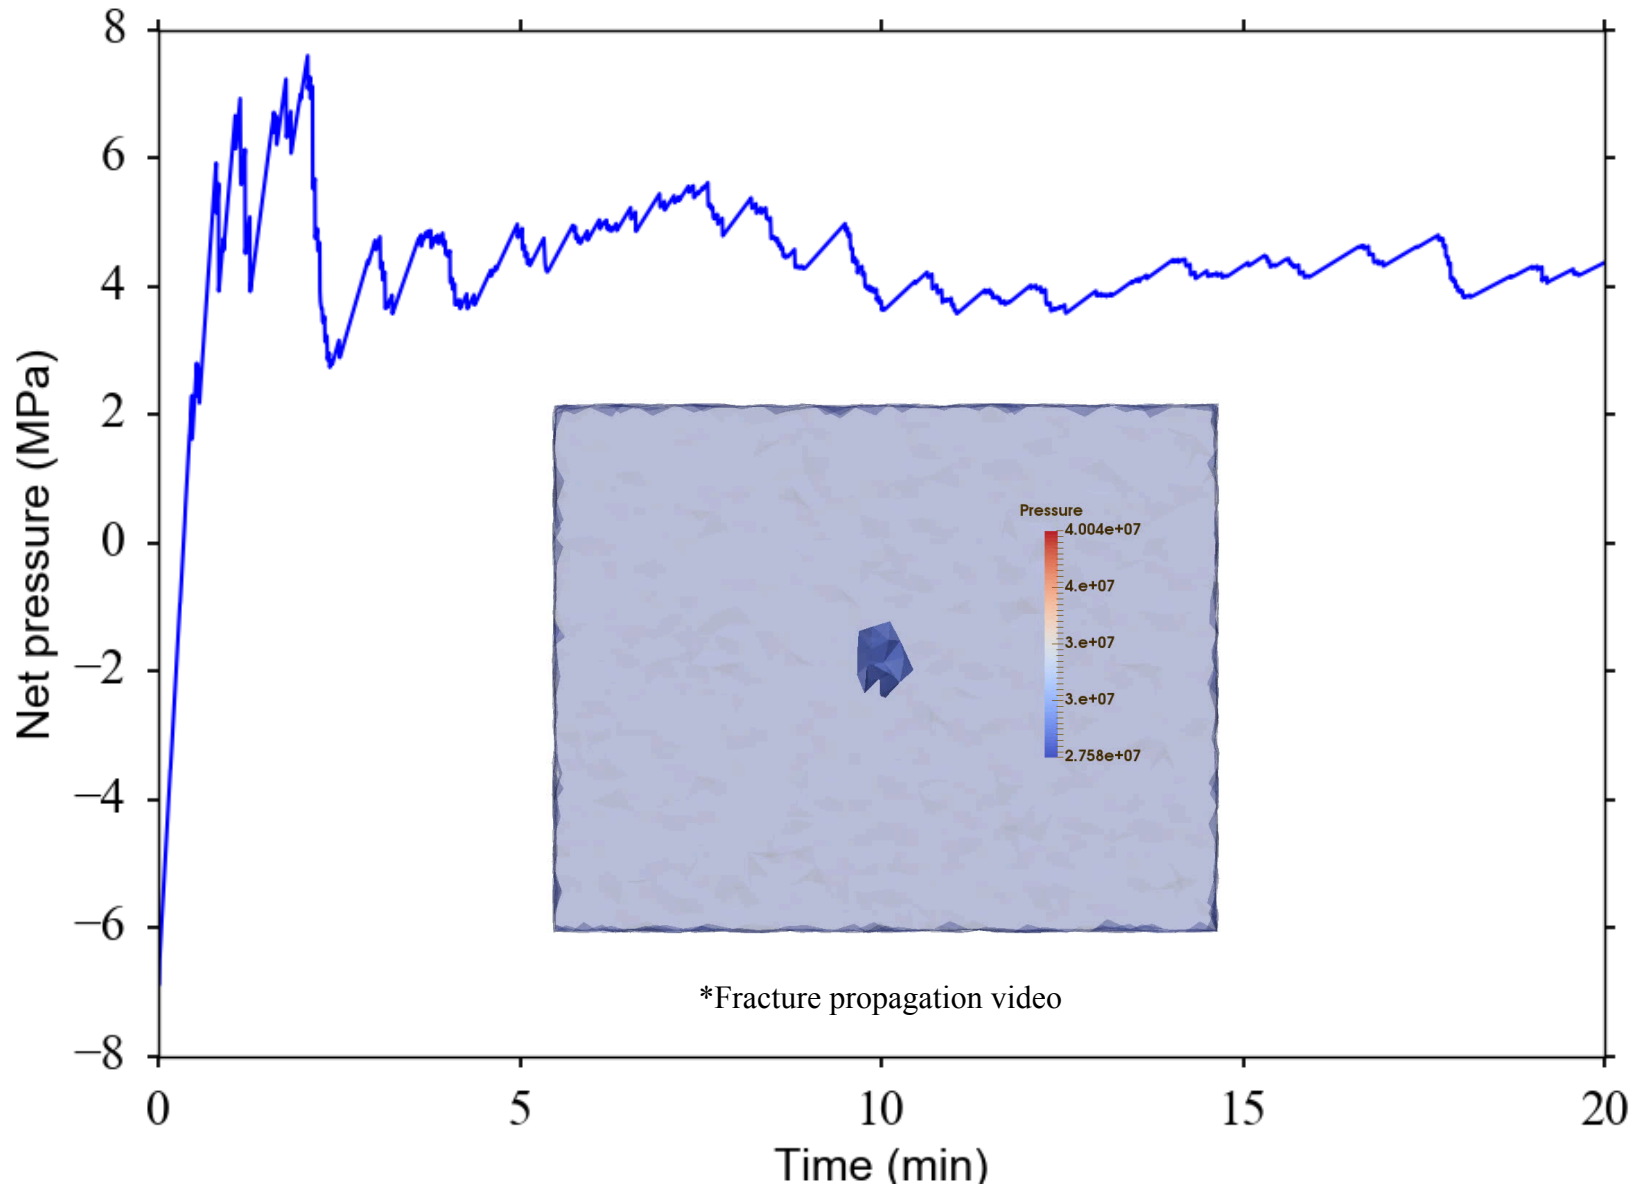 8
6
4
2
0
−2
−4
−6
−8
Net pressure (MPa)
Pressure
4.004e+07
4.e+07
3.e+07
3.e+07
2.758e+07
*Fracture propagation video
0 5 10 15 20
Time (min)